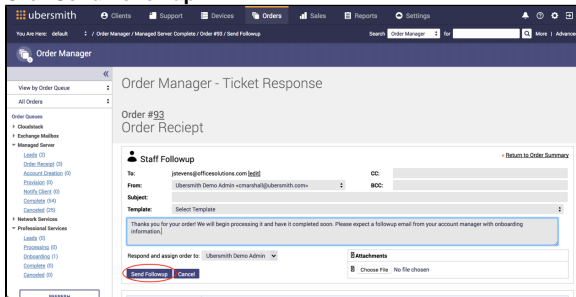 ubersmith Clients Support Devices Orders Sales Reports Settings
You Are Here: default / Order Manager / Managed Server: Complete / Order #93 / Send Followup Search Order Manager for More | Advance
Order Manager
View by Order Queue
All Orders
Order Queues
Cloudstack
Exchange Mailbox
Managed Server
Leads (2)
Order Receipt (3)
Account Creation (0)
Provision (0)
Notify Client (0)
Complete (54)
Canceled (25)
Network Services
Professional Services
Leads (0)
Processing (0)
Onboarding (1)
Complete (0)
Canceled (0)
Order Manager - Ticket Response
Order #93
Order Reciept
Staff Followup
Return to Order Summary
To: jstevens@officesolutions.com [edit] CC:
From: Ubersmith Demo Admin <cmarshall@ubersmith.com> BCC:
Subject:
Template: Select Template
Thank you for your order! We will begin processing it and have it completed soon. Please expect a followup email from your account manager with onboarding
information.
Respond and assign order to: Ubersmith Demo Admin
Attachments
Choose File No file chosen
Send Followup Cancel